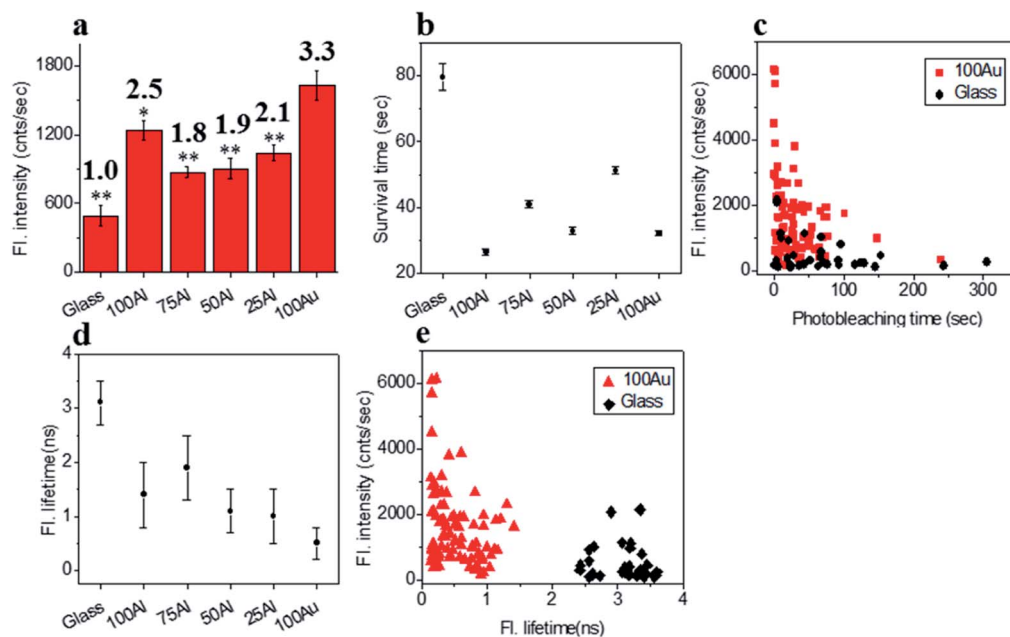 a
Fl. intensity (cnts/sec)
1800
1200
600
0
1.0
**
2.5
*
1.8
**
1.9
**
2.1
**
3.3
Glass
100Al
75Al
50Al
25Al
100Au
b
Survival time (sec)
80
60
40
20
Glass
100Al
75Al
50Al
25Al
100Au
c
Fl. intensity (cnts/sec)
6000
4000
2000
0
100Au
Glass
0
100
200
300
Photobleaching time (sec)
d
Fl. lifetime(ns)
4
3
2
1
0
Glass
100Al
75Al
50Al
25Al
100Au
e
Fl. intensity (cnts/sec)
6000
4000
2000
0
100Au
Glass
0
1
2
3
4
Fl. lifetime(ns)